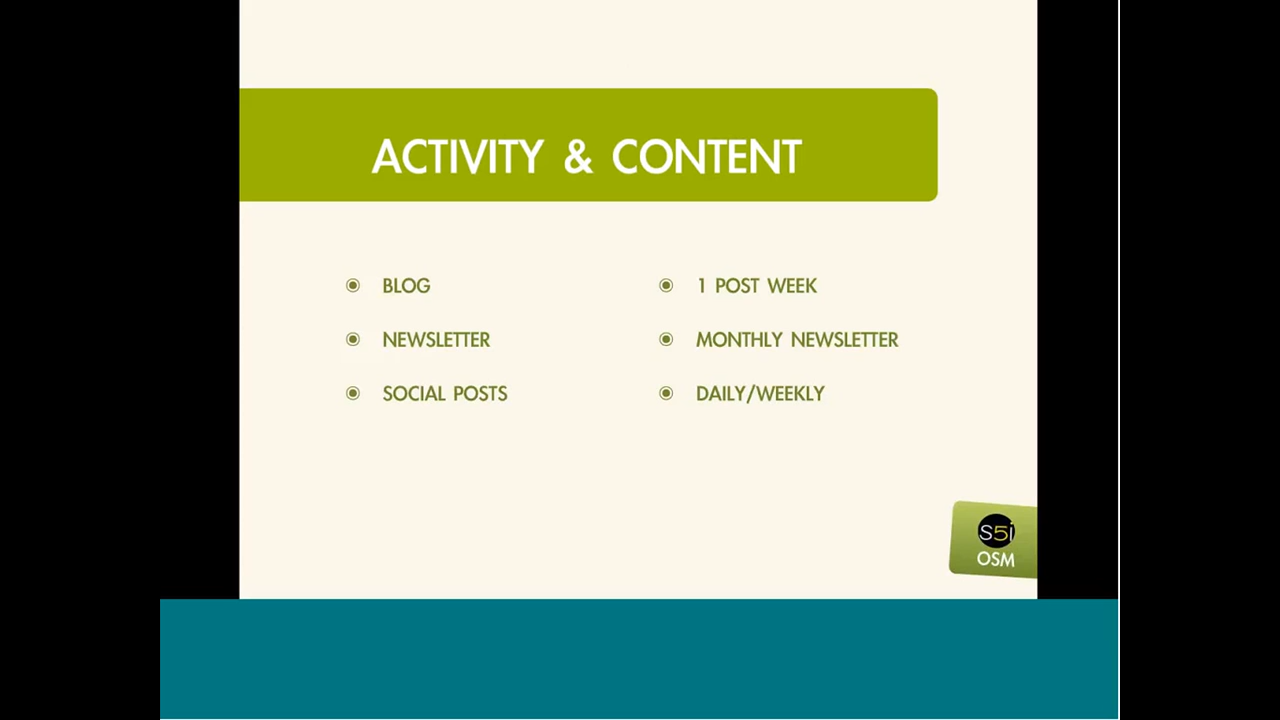 ACTIVITY & CONTENT
BLOG
NEWSLETTER
SOCIAL POSTS
1 POST WEEK
MONTHLY NEWSLETTER
DAILY/WEEKLY
S5i
OSM